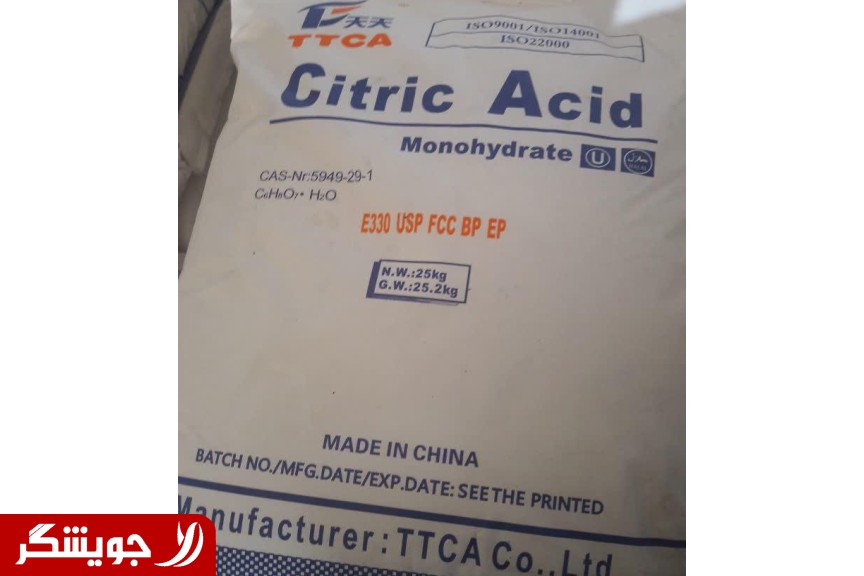 天天
TTCA
ISO9001/ISO14001
ISO22000
Citric Acid
Monohydrate U حلال HALAL
CAS-Nr:5949-29-1
C₆H₈O₇• H₂O
E330 USP FCC BP EP
N.W.:25kg
G.W.:25.2kg
MADE IN CHINA
BATCH NO./MFG.DATE/EXP.DATE: SEE THE PRINTED
Manufacturer : TTCA Co.,Ltd
جویشگر